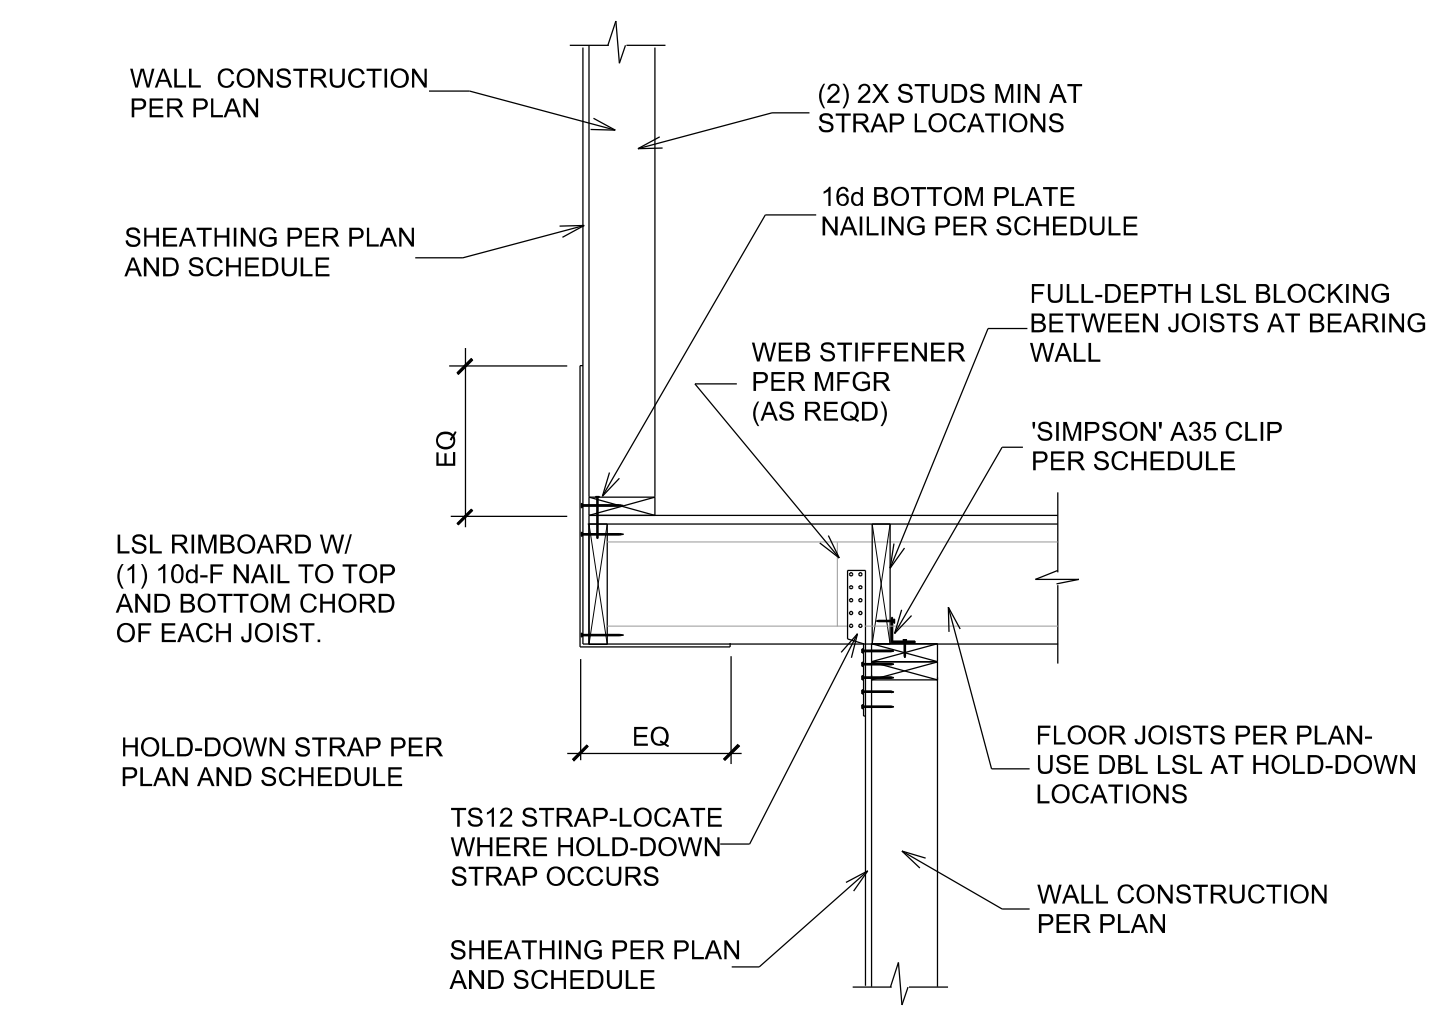 WALL CONSTRUCTION
PER PLAN
(2) 2X STUDS MIN AT
STRAP LOCATIONS
16d BOTTOM PLATE
NAILING PER SCHEDULE
SHEATHING PER PLAN
AND SCHEDULE
FULL-DEPTH LSL BLOCKING
BETWEEN JOISTS AT BEARING
WALL
WEB STIFFENER
PER MFGR
(AS REQD)
'SIMPSON' A35 CLIP
PER SCHEDULE
EQ
LSL RIMBOARD W/
(1) 10d-F NAIL TO TOP
AND BOTTOM CHORD
OF EACH JOIST.
HOLD-DOWN STRAP PER
PLAN AND SCHEDULE
EQ
FLOOR JOISTS PER PLAN-
USE DBL LSL AT HOLD-DOWN
LOCATIONS
TS12 STRAP-LOCATE
WHERE HOLD-DOWN
STRAP OCCURS
WALL CONSTRUCTION
PER PLAN
SHEATHING PER PLAN
AND SCHEDULE